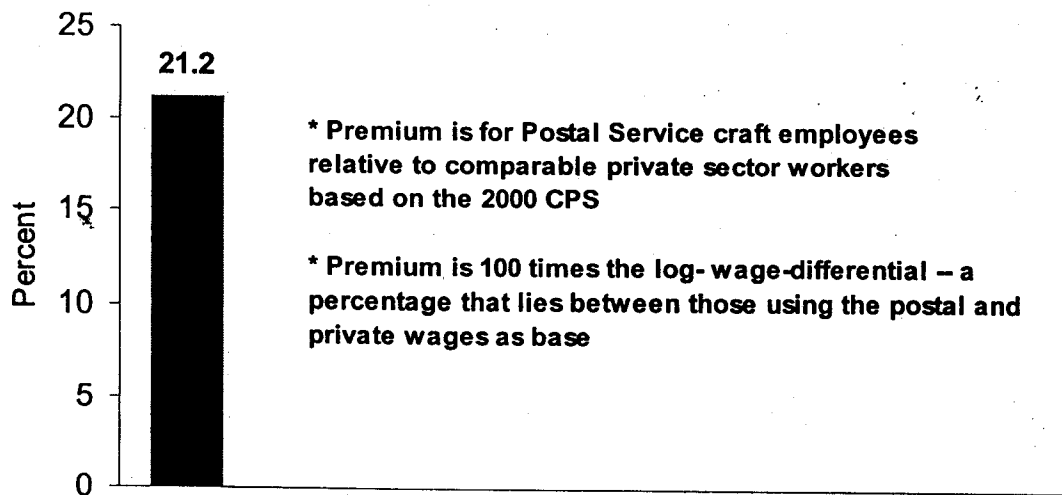 25
21.2
20
* Premium is for Postal Service craft employees
relative to comparable private sector workers
based on the 2000 CPS
15
* Premium is 100 times the log- wage-differential – a
percentage that lies between those using the postal and
private wages as base
10
5
0
Percent